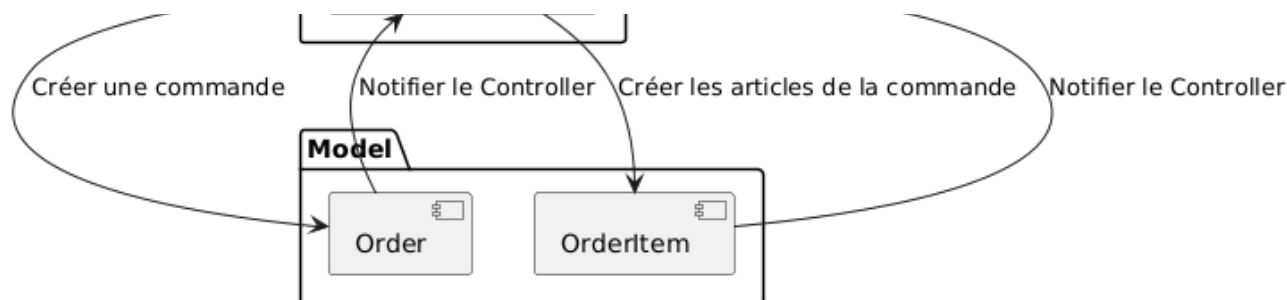 Créer une commande
Notifier le Controller
Créer les articles de la commande
Notifier le Controller
Model
Order
OrderItem